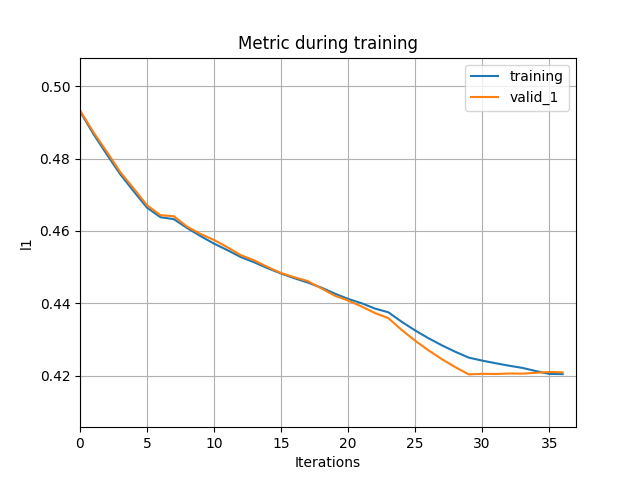 Metric during training
training
valid_1
0.50
0.48
0.46
0.44
0.42
l1
0 5 10 15 20 25 30 35
Iterations